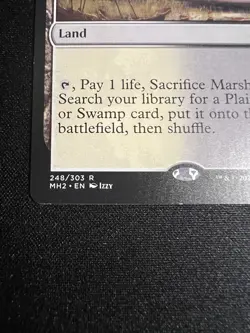 Land
, Pay 1 life, Sacrifice Marsh
Search your library for a Plai
or Swamp card, put it onto th
battlefield, then shuffle.
248/303 R
MH2 • EN Izzy